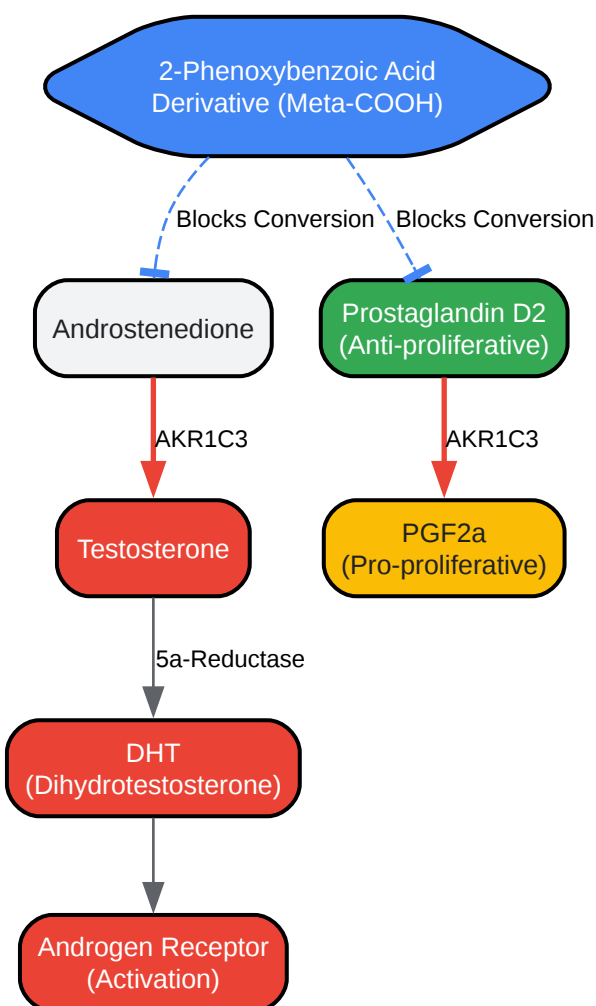 2-Phenoxybenzoic Acid
Derivative (Meta-COOH)
Blocks Conversion
Blocks Conversion
Androstenedione
Prostaglandin D2
(Anti-proliferative)
AKR1C3
AKR1C3
Testosterone
PGF2a
(Pro-proliferative)
5a-Reductase
DHT
(Dihydrotestosterone)
Androgen Receptor
(Activation)